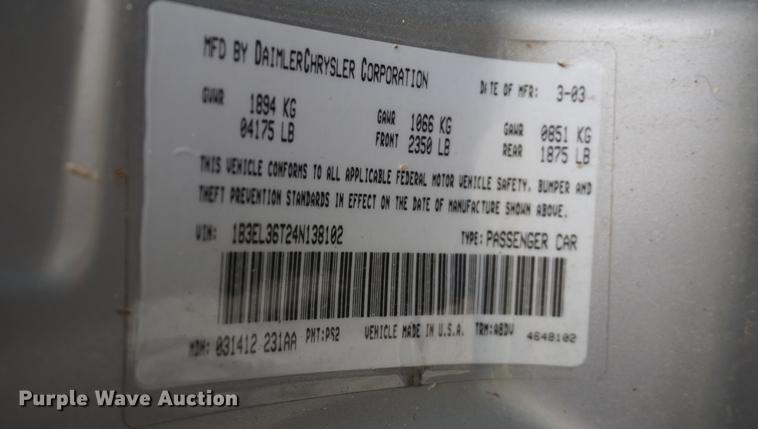 MFD BY DAIMLERCHRYSLER CORPORATION DATE OF MFR: 3-03
GVWR 1894 KG GAWR 1066 KG GAWR 0851 KG
04175 LB FRONT 2350 LB REAR 1875 LB
THIS VEHICLE CONFORMS TO ALL APPLICABLE FEDERAL MOTOR VEHICLE SAFETY, BUMPER AND
THEFT PREVENTION STANDARDS IN EFFECT ON THE DATE OF MANUFACTURE SHOWN ABOVE.
VIN: 1B3EL36T24N138102 TYPE: PASSENGER CAR
MDH: 031412 231AA PNT:PS2 VEHICLE MADE IN U.S.A. TRM:ABDV 4648102
Purple Wave Auction